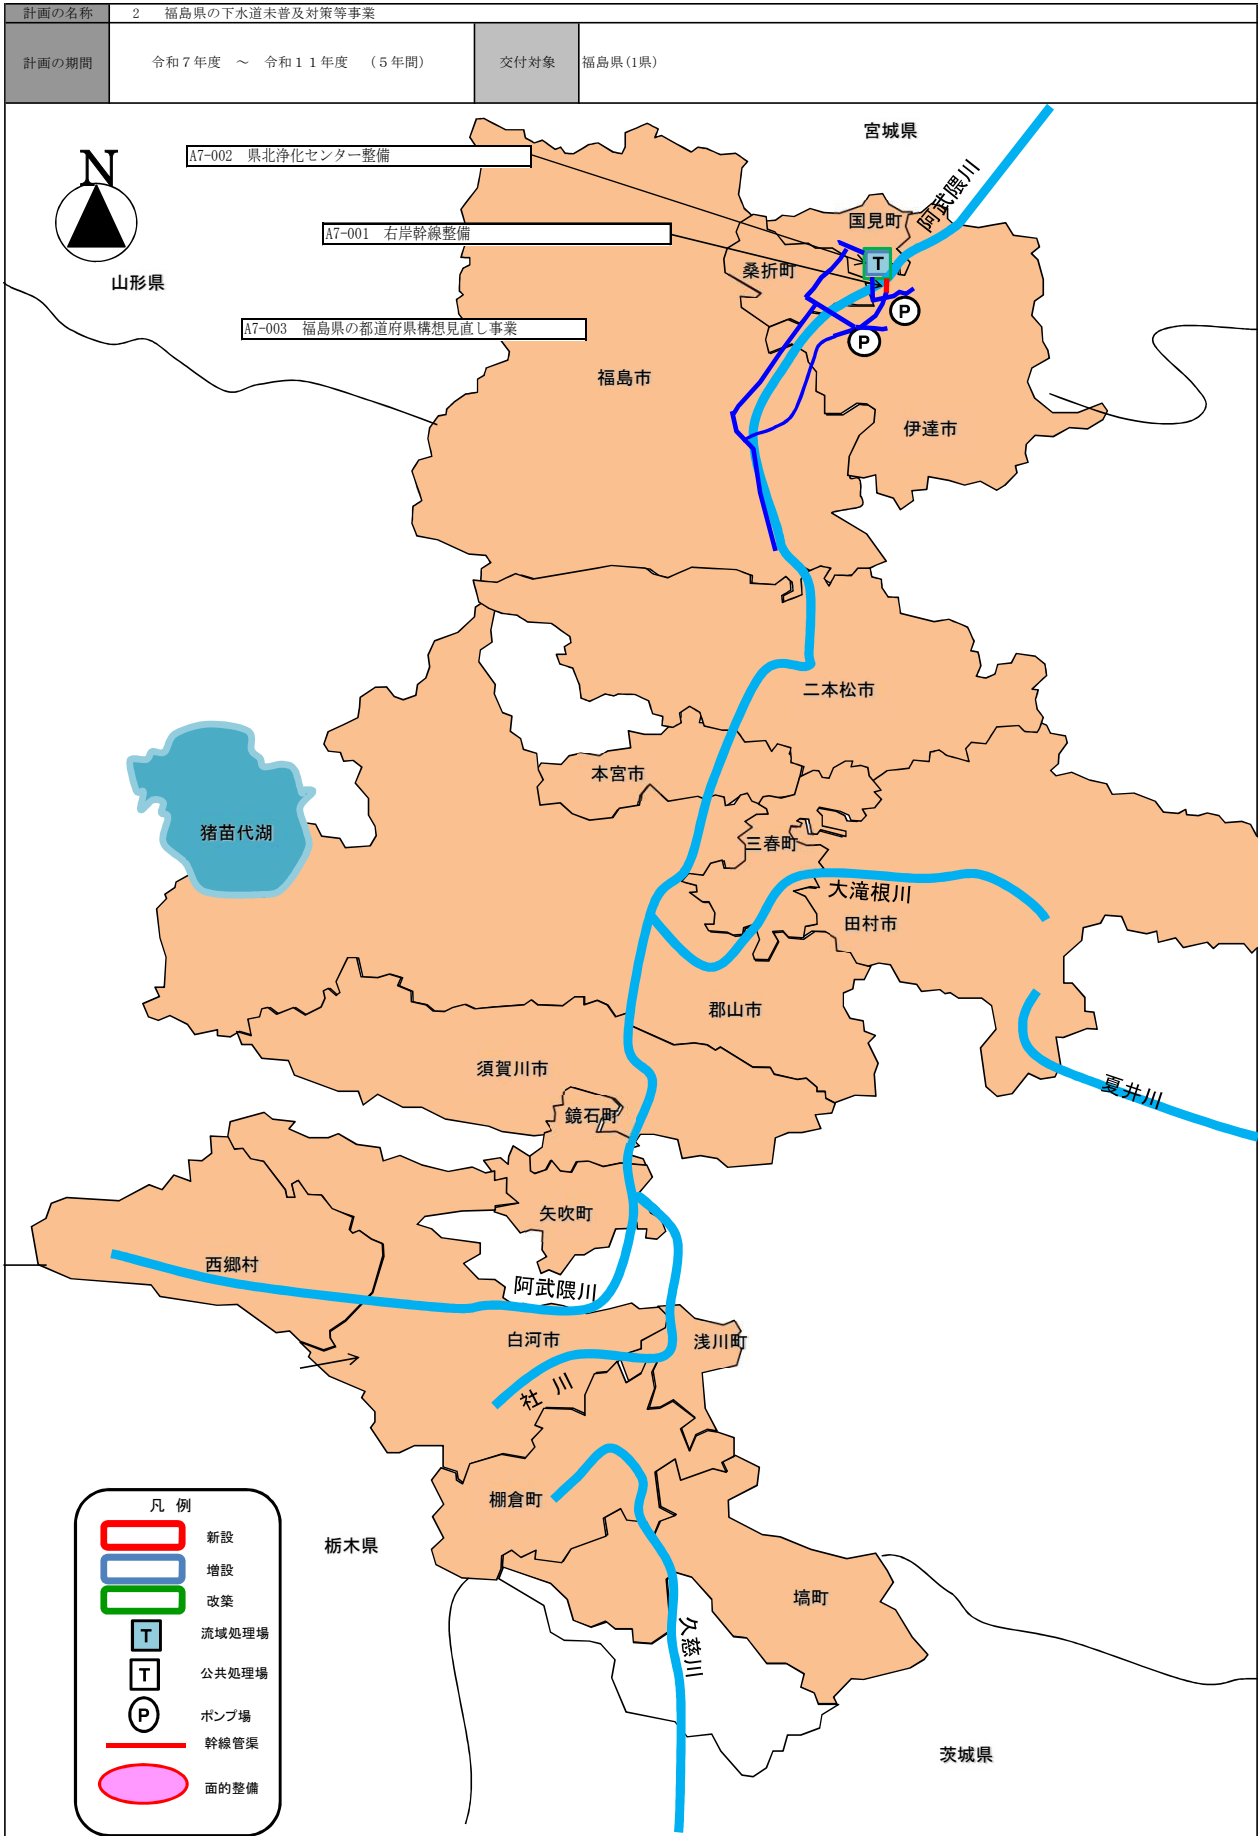 計画の名称 2 福島県の下水道未普及対策等事業
計画の期間 令和７年度 ～ 令和１１年度 （５年間） 交付対象 福島県(1県)
宮城県
N
A7-002 県北浄化センター整備
阿武隈川
国見町
A7-001 右岸幹線整備
T
桑折町
山形県
P
A7-003 福島県の都道府県構想見直し事業
P
福島市
伊達市
二本松市
本宮市
猪苗代湖
三春町
大滝根川
田村市
郡山市
須賀川市
夏井川
鏡石町
矢吹町
西郷村
阿武隈川
白河市
浅川町
社 川
棚倉町
栃木県
塙町
久慈川
茨城県
凡 例
新設
増設
改築
T 流域処理場
T 公共処理場
P ポンプ場
幹線管渠
面的整備